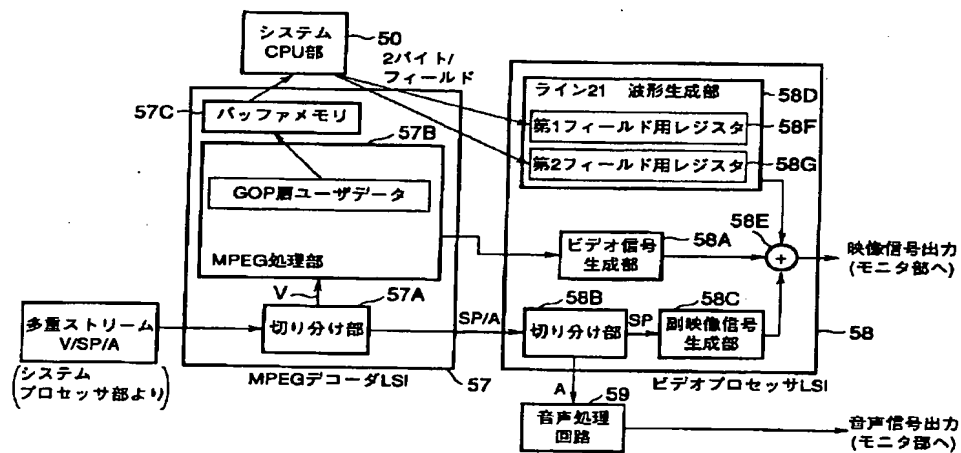 システム
CPU部
50
2バイト/
フィールド
57C
バッファメモリ
57B
GOP層ユーザデータ
MPEG処理部
V
57A
切り分け部
多重ストリーム
V/SP/A
(システム
プロセッサ部より)
MPEGデコーダLSI
57
SP/A
ライン21 波形生成部
58D
第1フィールド用レジスタ
58F
第2フィールド用レジスタ
58G
58E
ビデオ信号
生成部
58A
+
映像信号出力
(モニタ部へ)
58B
切り分け部
SP
58C
副映像信号
生成部
58
ビデオプロセッサLSI
A
59
音声処理
回路
音声信号出力
(モニタ部へ)